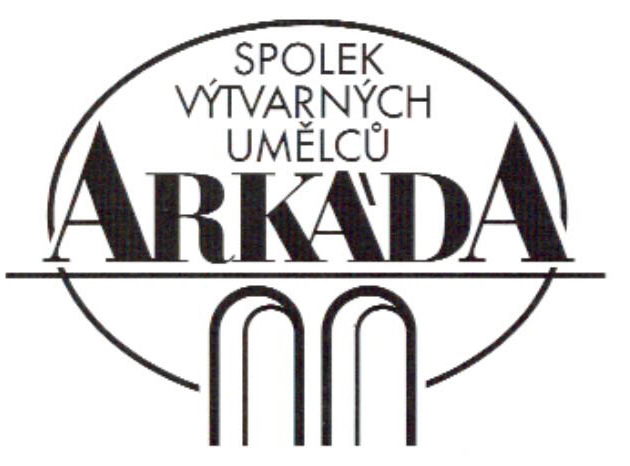 SPOLEK
VÝTVARNÝCH
UMĚLCŮ
ARKÁDA